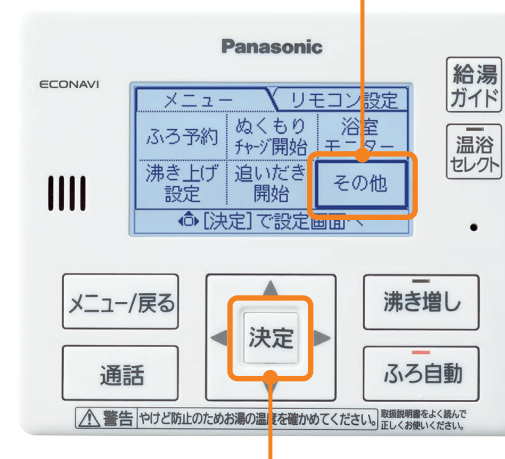 Panasonic
ECONAVI
給湯
ガイド
メニュー
リモコン設定
ふろ予約
ぬくもり
ﾁｬｰｼﾞ開始
浴室
モニター
温浴
セレクト
沸き上げ
設定
追いだき
開始
その他
[決定]で設定画面へ
メニュー/戻る
決定
沸き増し
通話
ふろ自動
警告
やけど防止のためお湯の温度を確かめてください。
取扱説明書をよく読んで
正しくお使いください。